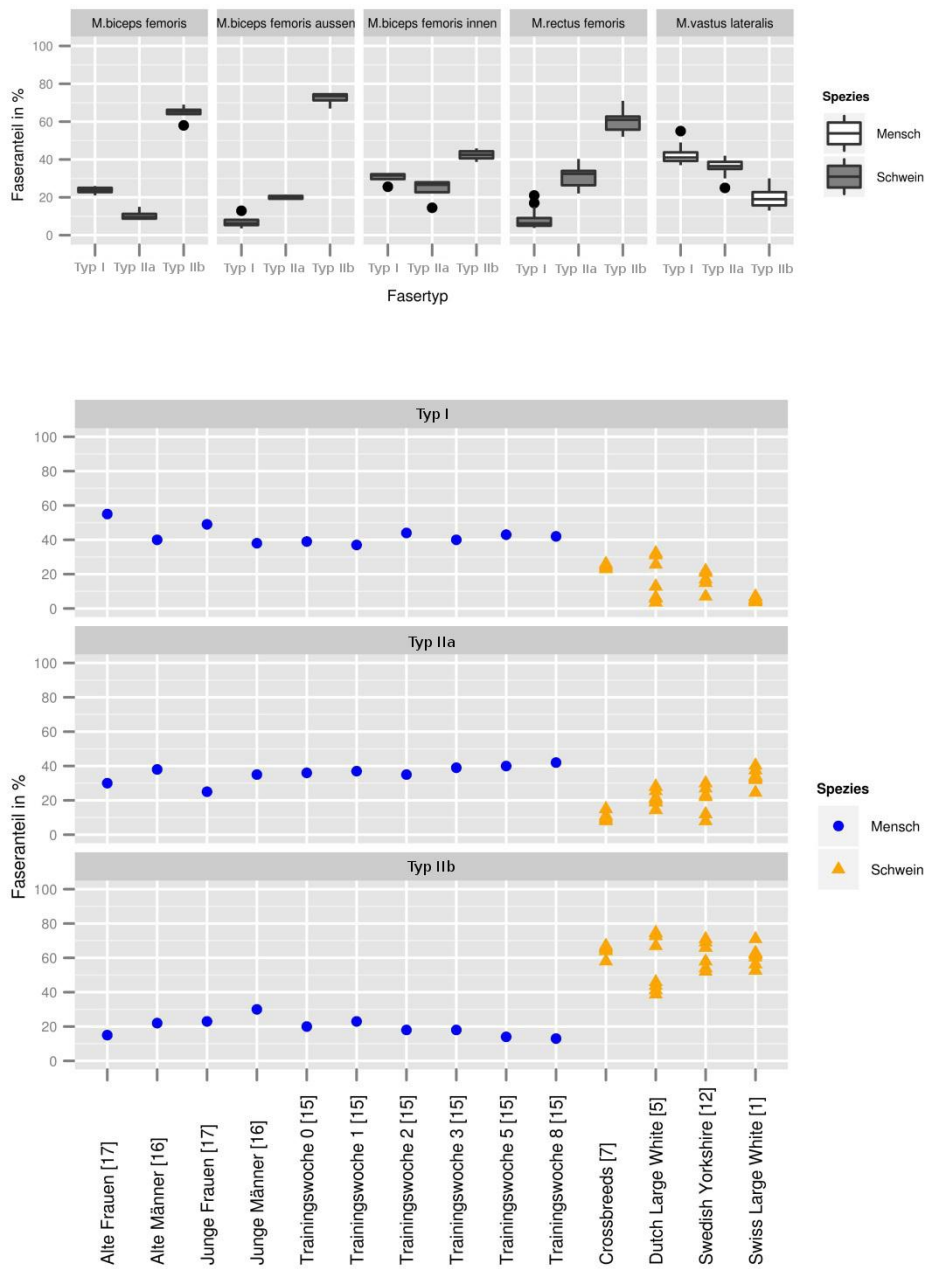 M.biceps femoris M.biceps femoris aussen M.biceps femoris innen M.rectus femoris M.vastus lateralis
100
80
60
40
20
0
Faseranteil in %
Typ I Typ IIa Typ IIb Typ I Typ IIa Typ IIb Typ I Typ IIa Typ IIb Typ I Typ IIa Typ IIb Typ I Typ IIa Typ IIb
Fasertyp
Spezies
Mensch
Schwein
Typ I
100
80
60
40
20
0
Typ IIa
100
80
60
40
20
0
Typ IIb
100
80
60
40
20
0
Faseranteil in %
Alte Frauen [17]
Alte Männer [16]
Junge Frauen [17]
Junge Männer [16]
Trainingswoche 0 [15]
Trainingswoche 1 [15]
Trainingswoche 2 [15]
Trainingswoche 3 [15]
Trainingswoche 5 [15]
Trainingswoche 8 [15]
Crossbreeds [7]
Dutch Large White [5]
Swedish Yorkshire [12]
Swiss Large White [1]
Spezies
Mensch
Schwein